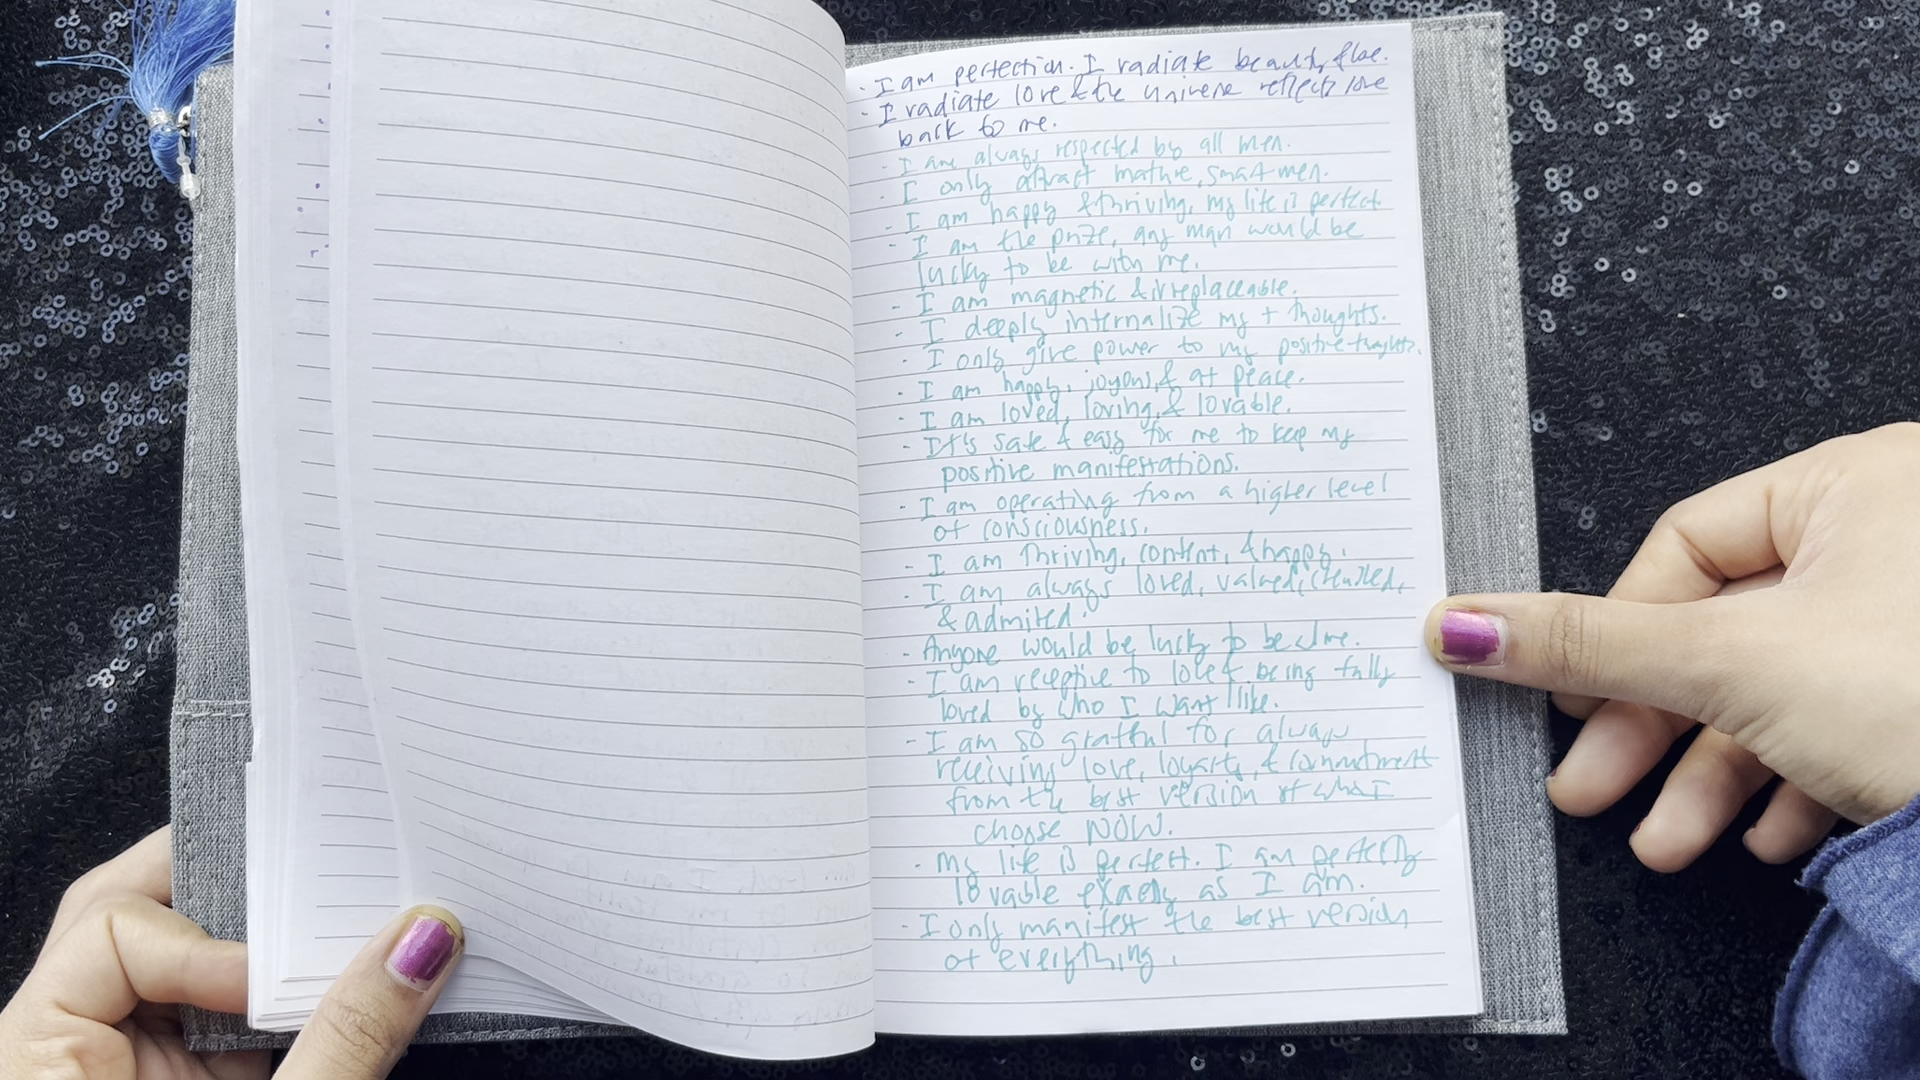 - I am perfection. I radiate beauty &
- I radiate love & the universe reflects love
back to me.
- I am always respected by all men.
- I only attract mature, smart men.
- I am happy & thriving, my life is perfect
- I am the prize, any man would be
lucky to be with me.
- I am magnetic & irreplaceable.
- I deeply internalize my + thoughts.
- I only give power to my positive thoughts.
- I am happy, joyous, & at peace.
- I am loved, loving, & lovable.
- It's safe & easy for me to keep my
positive manifestations.
- I am operating from a higher level
of consciousness.
- I am thriving, content, & happy.
- I am always loved, valued, cherished,
& admired.
- Anyone would be lucky to be w/ me.
- I am receptive to love & being fully
loved by who I want/like.
- I am so grateful for always
receiving love, loyalty, & commitment
from the best version of who I
choose NOW.
- My life is perfect. I am perfectly
lovable exactly as I am.
- I only manifest the best version
of everything.